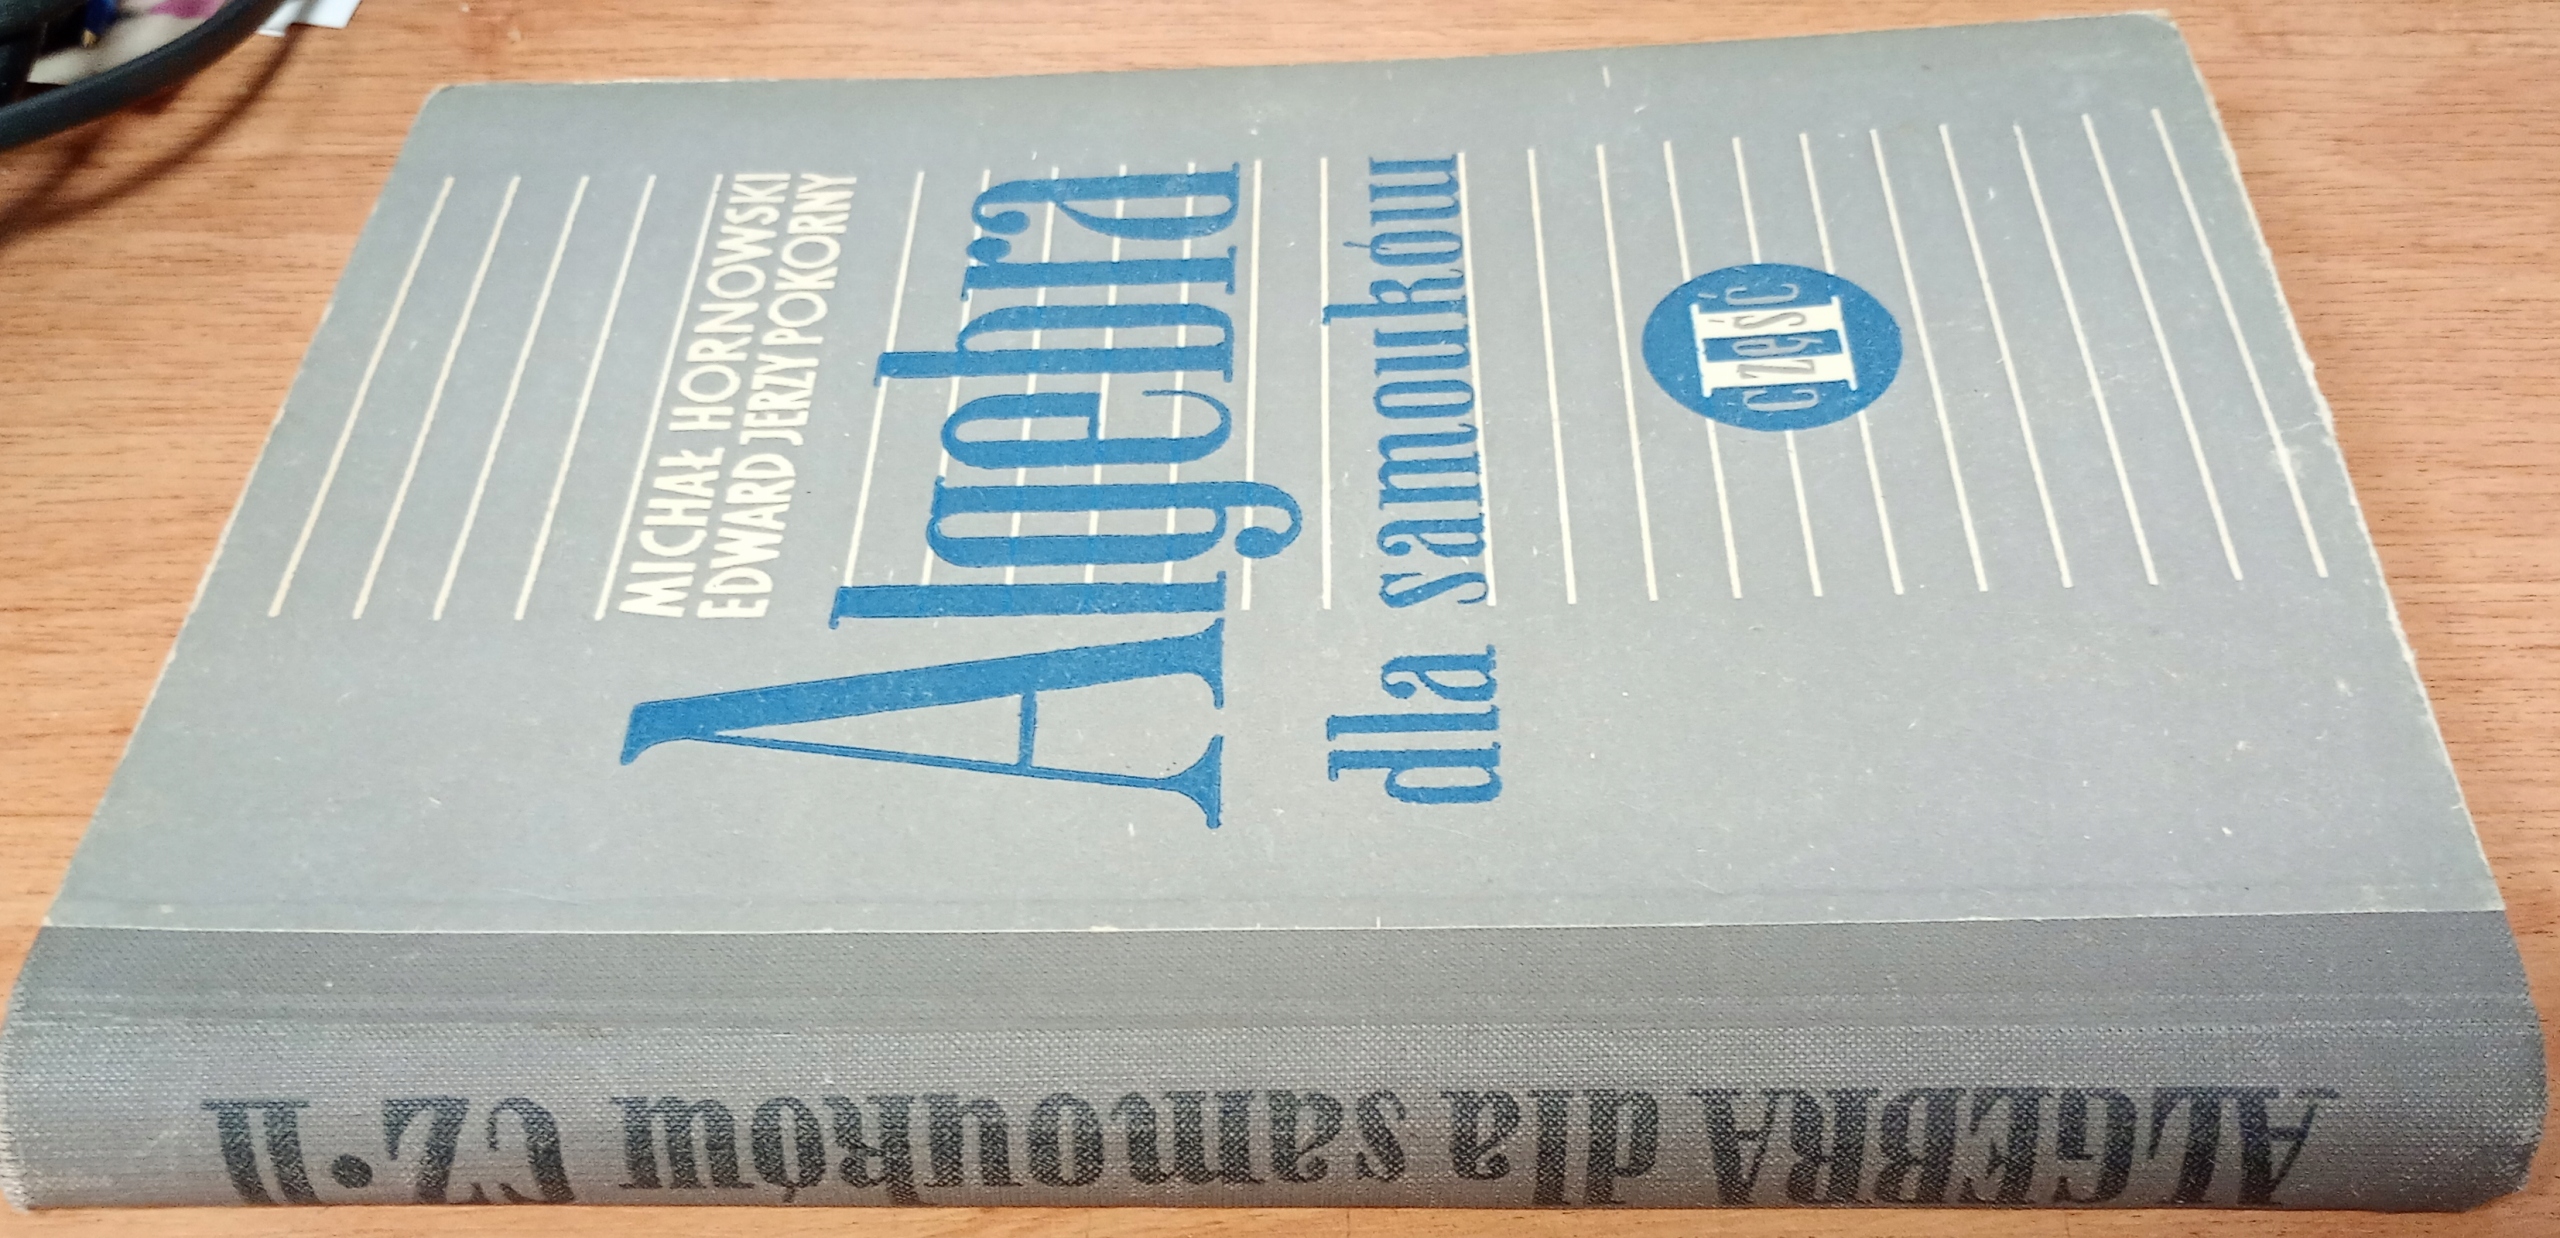 MICHAŁ HORNOWSKI
EDWARD JERZY POKORNY
Algebra
dla samouków
część
II
ALGEBRA dla samouków CZ. II